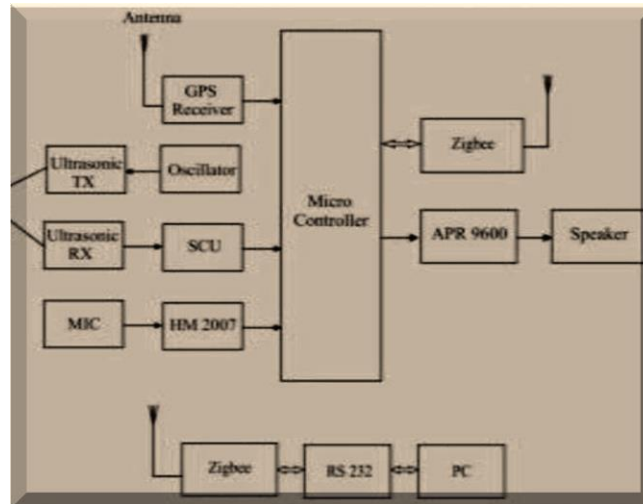 Antenna
GPS
Receiver
Ultrasonic
TX
Oscillator
Zigbee
Micro
Controller
Ultrasonic
RX
SCU
APR 9600
Speaker
MIC
HM 2007
Zigbee
RS 232
PC